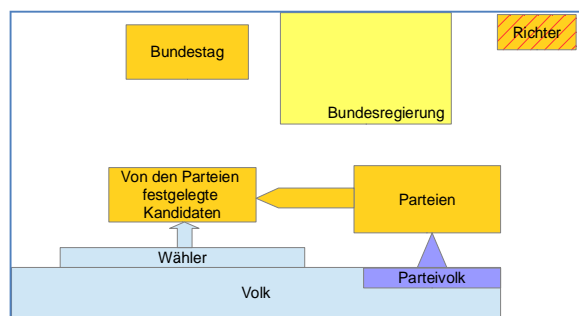 Bundestag
Richter
Bundesregierung
Von den Parteien
festgelegte
Kandidaten
Parteien
Wähler
Parteivolk
Volk